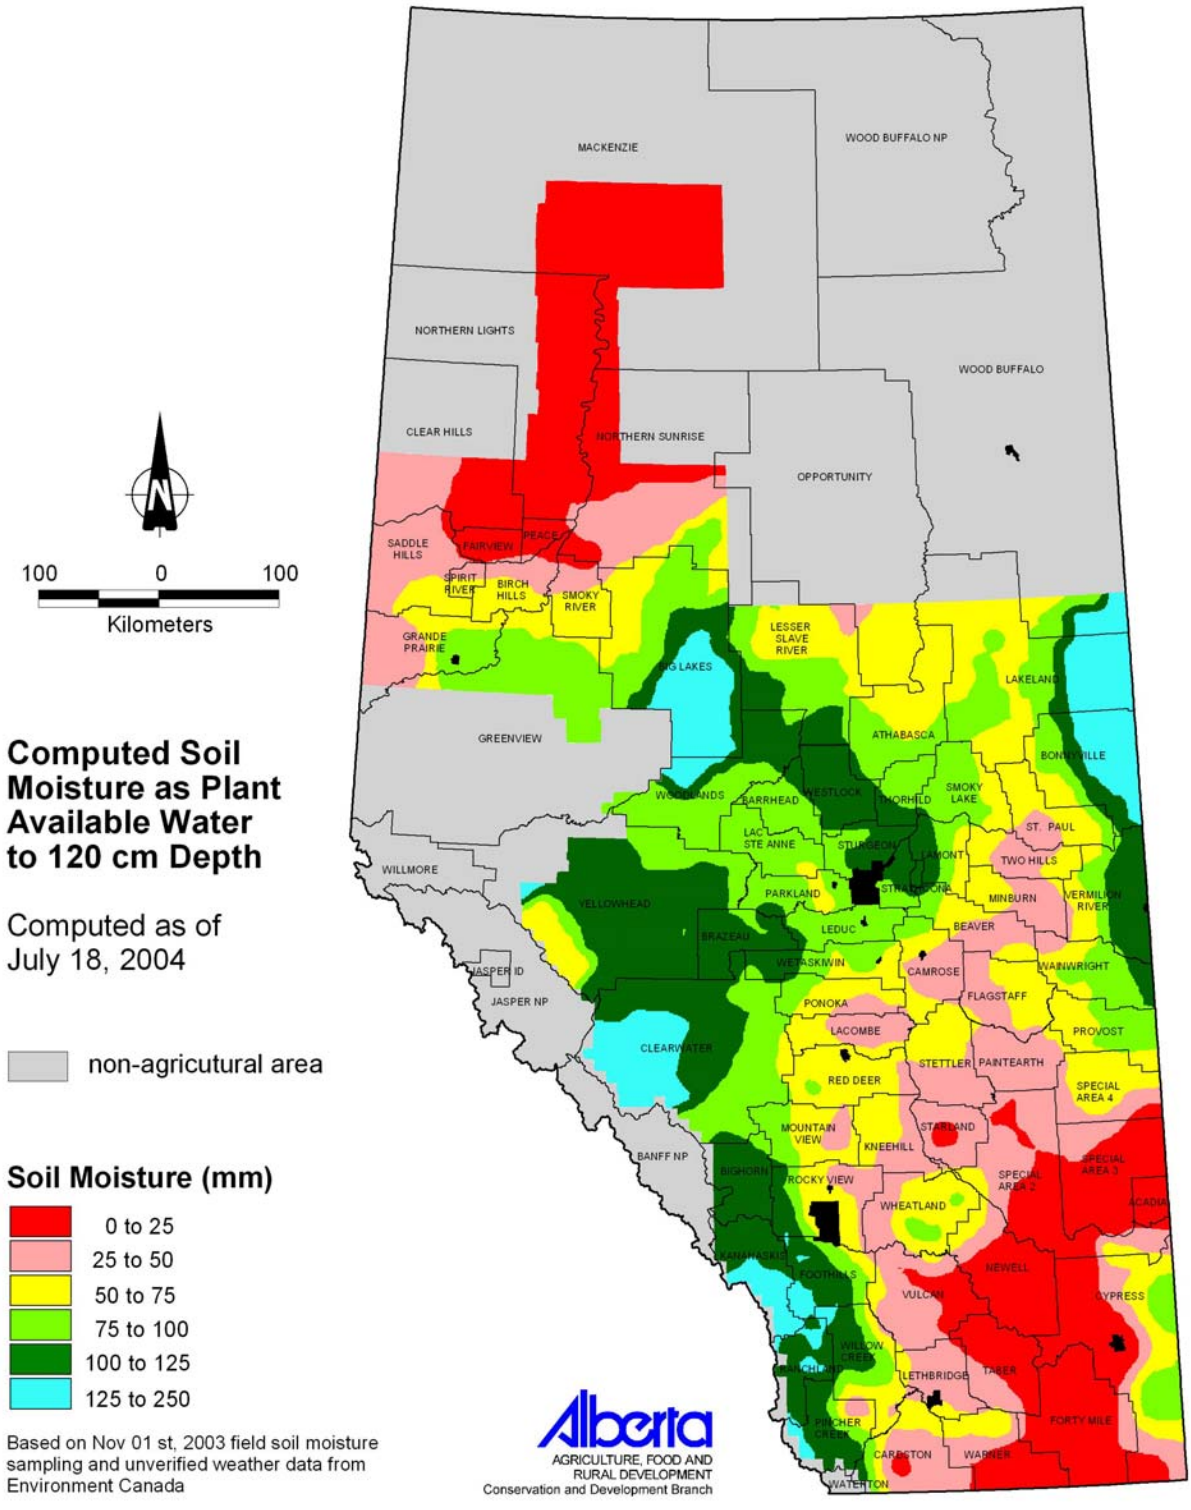 MACKENZIE
WOOD BUFFALO NP
NORTHERN LIGHTS
WOOD BUFFALO
CLEAR HILLS
NORTHERN SUNRISE
OPPORTUNITY
N
SADDLE
HILLS
FAIRVIEW
PEACE
SPIRIT
RIVER
BIRCH
HILLS
SMOKY
RIVER
100 0 100
Kilometers
GRANDE
PRAIRIE
LESSER
SLAVE
RIVER
BIG LAKES
LAKELAND
GREENVIEW
ATHABASCA
BONNYVILLE
Computed Soil
Moisture as Plant
Available Water
to 120 cm Depth
WOODLANDS
BARRHEAD
WESTLOCK
THORHILD
SMOKY
LAKE
LAC
STE ANNE
STURGEON
ST. PAUL
LAMONT
TWO HILLS
WILLMORE
PARKLAND
STRATHCONA
MINBURN
VERMILION
RIVER
YELLOWHEAD
Computed as of
July 18, 2004
BRAZEAU
LEDUC
BEAVER
JASPER ID
WETASKIWIN
CAMROSE
WAINWRIGHT
JASPER NP
PONOKA
FLAGSTAFF
LACOMBE
PROVOST
non-agricutural area
CLEARWATER
STETTLER
PAINTEARTH
RED DEER
SPECIAL
AREA 4
MOUNTAIN
VIEW
STARLAND
KNEEHILL
BANFF NP
BIGHORN
ROCKY VIEW
SPECIAL
AREA 2
SPECIAL
AREA 3
WHEATLAND
ACADIA
Soil Moisture (mm)
0 to 25
25 to 50
50 to 75
75 to 100
100 to 125
125 to 250
KANANASKIS
FOOTHILLS
NEWELL
VULCAN
CYPRESS
WILLOW
CREEK
RANCHLAND
LETHBRIDGE
TABER
PINCHER
CREEK
FORTY MILE
CARDSTON
WARNER
WATERTON
Based on Nov 01 st, 2003 field soil moisture
sampling and unverified weather data from
Environment Canada
Alberta
AGRICULTURE, FOOD AND
RURAL DEVELOPMENT
Conservation and Development Branch